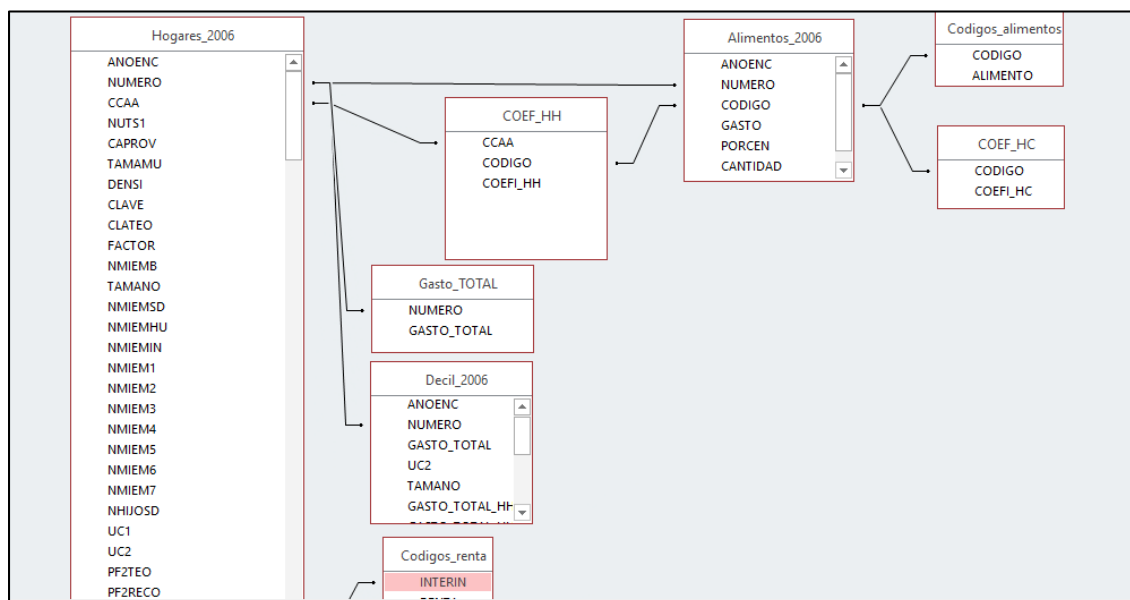 Hogares_2006
ANOENC
NUMERO
CCAA
NUTS1
CAPROV
TAMAMU
DENSI
CLAVE
CLATEO
FACTOR
NMIEMB
TAMANO
NMIEMSD
NMIEMHU
NMIEMIN
NMIEM1
NMIEM2
NMIEM3
NMIEM4
NMIEM5
NMIEM6
NMIEM7
NHIJOSD
UC1
UC2
PF2TEO
PF2RECO
COEF_HH
CCAA
CODIGO
COEFI_HH
Gasto_TOTAL
NUMERO
GASTO_TOTAL
Decil_2006
ANOENC
NUMERO
GASTO_TOTAL
UC2
TAMANO
GASTO_TOTAL_HH
Codigos_renta
INTERIN
Alimentos_2006
ANOENC
NUMERO
CODIGO
GASTO
PORCEN
CANTIDAD
Codigos_alimentos
CODIGO
ALIMENTO
COEF_HC
CODIGO
COEFI_HC